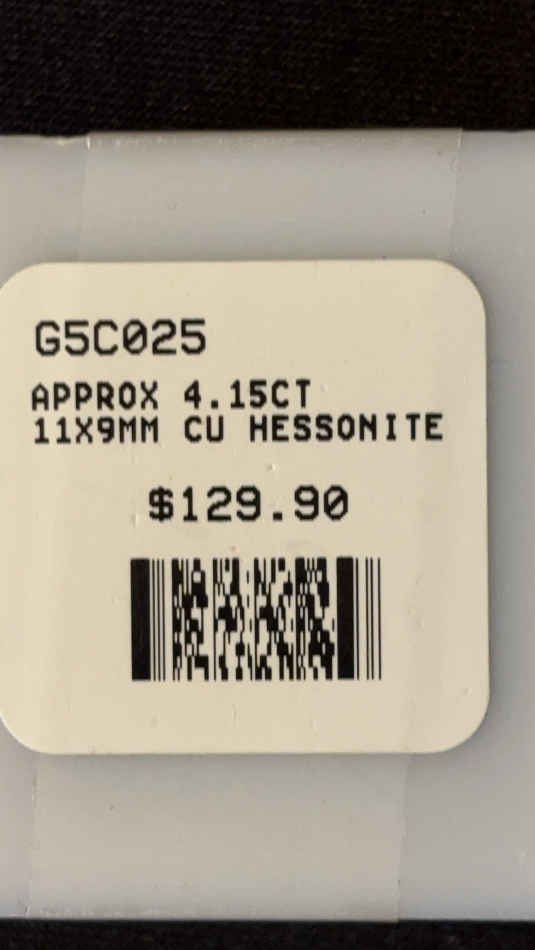 G5C025
APPROX 4.15CT
11X9MM CU HESSONITE
$129.90